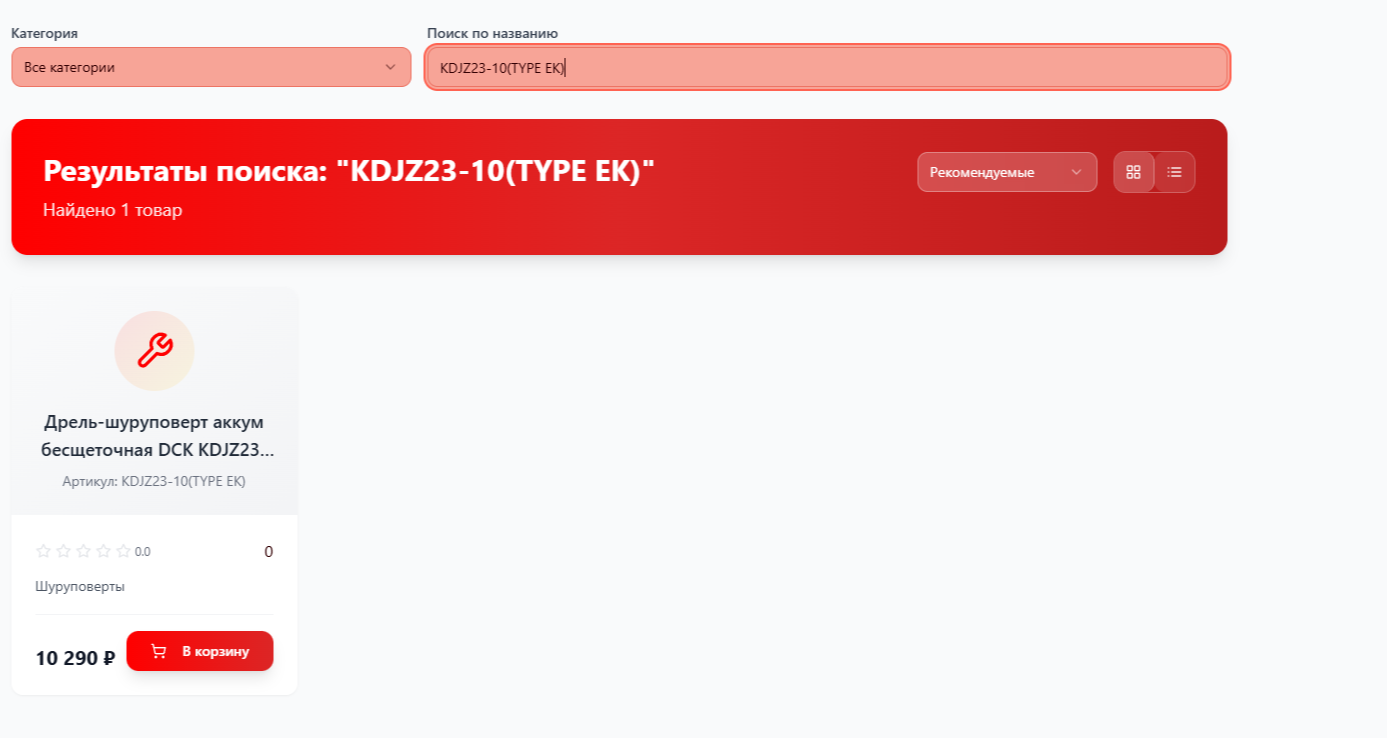 Категория
Поиск по названию
Все категории
KDJZ23-10(TYPE EK)
Результаты поиска: "KDJZ23-10(TYPE EK)"
Найдено 1 товар
Рекомендуемые
Дрель-шуруповерт аккум
бесщеточная DCK KDJZ23...
Артикул: KDJZ23-10(TYPE EK)
0.0
0
Шуруповерты
10 290 ₽
В корзину